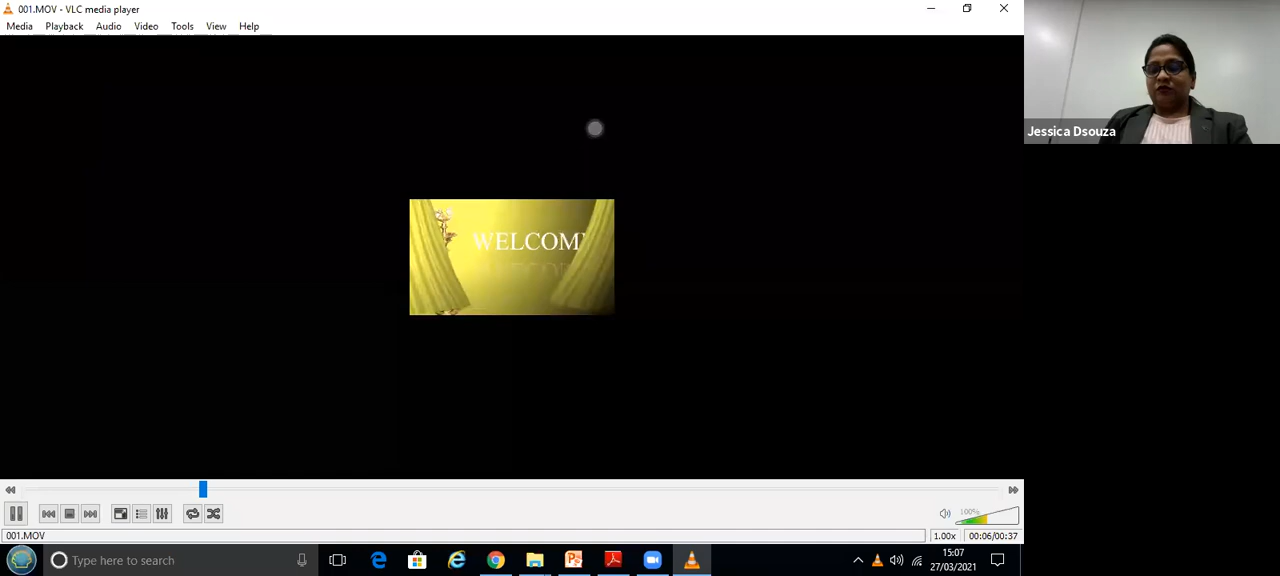 001.MOV - VLC media player
Media Playback Audio Video Tools View Help
Jessica Dsouza
WELCOM
100%
001.MOV
1.00x
00:06/00:37
Type here to search
15:07
27/03/2021